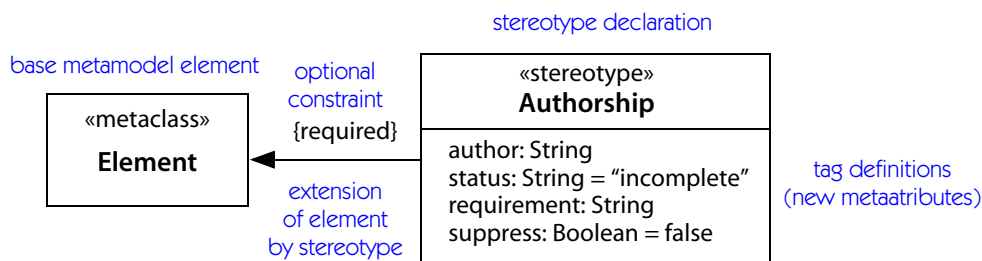 stereotype declaration
base metamodel element
optional
constraint
{required}
«metaclass»
Element
extension
of element
by stereotype
«stereotype»
Authorship
author: String
status: String = “incomplete”
requirement: String
suppress: Boolean = false
tag definitions
(new metaatributes)